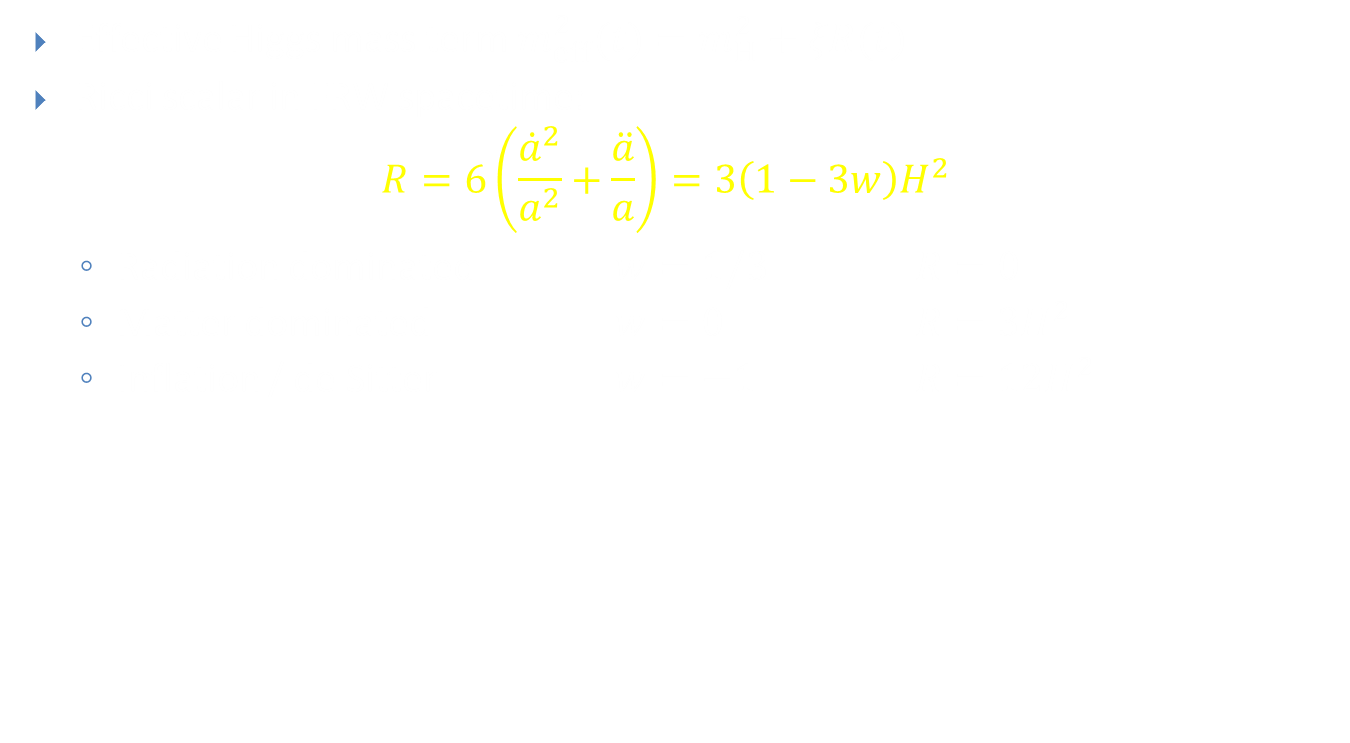 R = 6(ȧ²/a² + ä/a) = 3(1 − 3w)H²